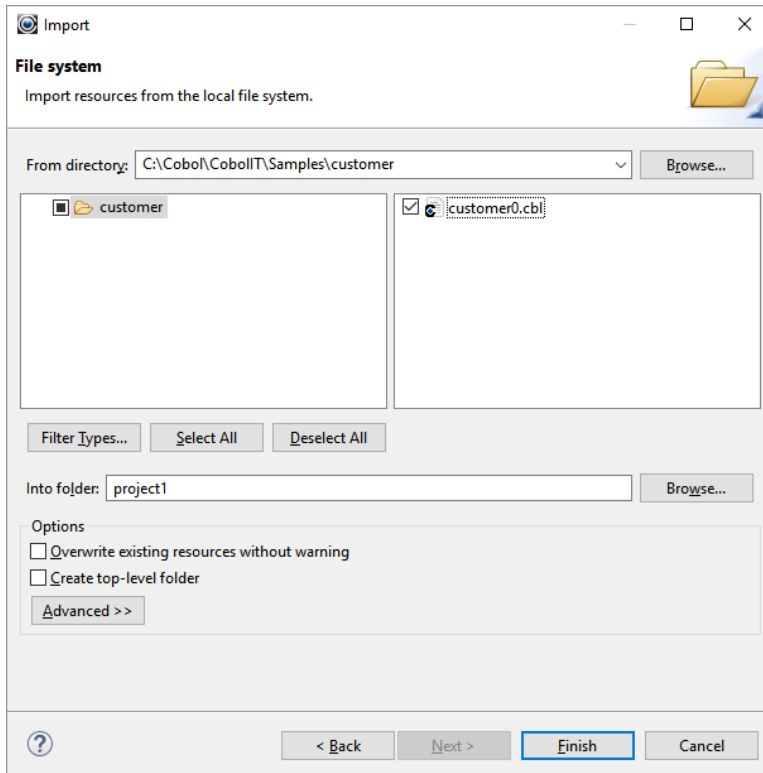 Import
File system
Import resources from the local file system.
From directory: C:\Cobol\CobolIT\Samples\customer Browse...
customer
customer0.cbl
Filter Types... Select All Deselect All
Into folder: project1 Browse...
Options
Overwrite existing resources without warning
Create top-level folder
Advanced >>
? < Back Next > Finish Cancel